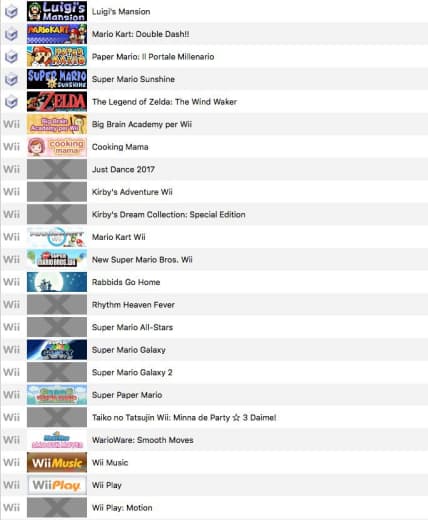 LUIGI'S MANSION Luigi's Mansion
MARIOKART Mario Kart: Double Dash!!
PAPER MARIO Paper Mario: Il Portale Millenario
SUPER MARIO SUNSHINE Super Mario Sunshine
ZELDA The Legend of Zelda: The Wind Waker
Wii Big Brain Academy per Wii Big Brain Academy per Wii
Wii cooking mama Cooking Mama
Wii Just Dance 2017
Wii Kirby's Adventure Wii
Wii Kirby's Dream Collection: Special Edition
Wii MARIOKART Wii Mario Kart Wii
Wii New Super Mario Bros. Wii
Wii Rabbids Go Home
Wii Rhythm Heaven Fever
Wii Super Mario All-Stars
Wii Super Mario Galaxy
Wii Super Mario Galaxy 2
Wii Super Paper Mario
Wii Taiko no Tatsujin Wii: Minna de Party ☆ 3 Daime!
Wii WarioWare: Smooth Moves
Wii Wii Music Wii Music
Wii Wii Play Wii Play
Wii Wii Play: Motion